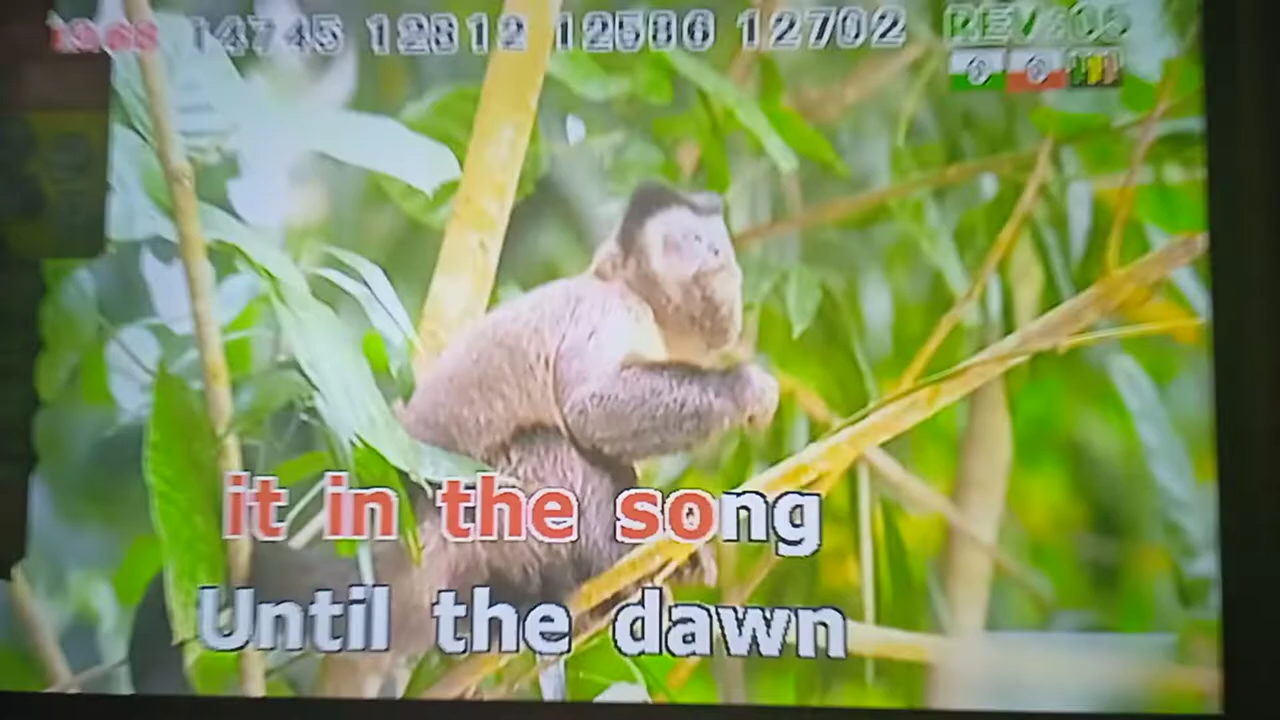 14745 12812 12586 12702
it in the song
Until the dawn